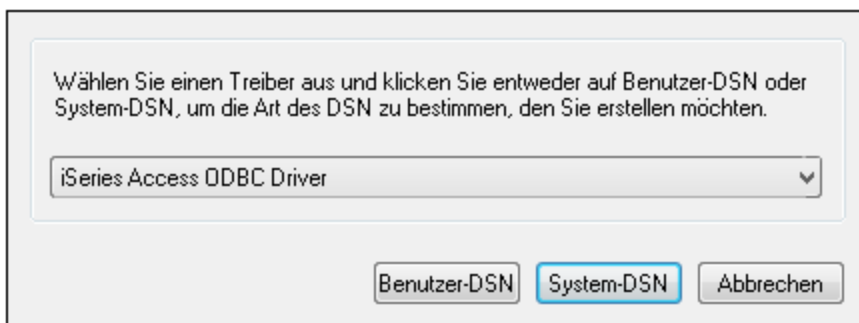 Wählen Sie einen Treiber aus und klicken Sie entweder auf Benutzer-DSN oder
System-DSN, um die Art des DSN zu bestimmen, den Sie erstellen möchten.
iSeries Access ODBC Driver
Benutzer-DSN System-DSN Abbrechen